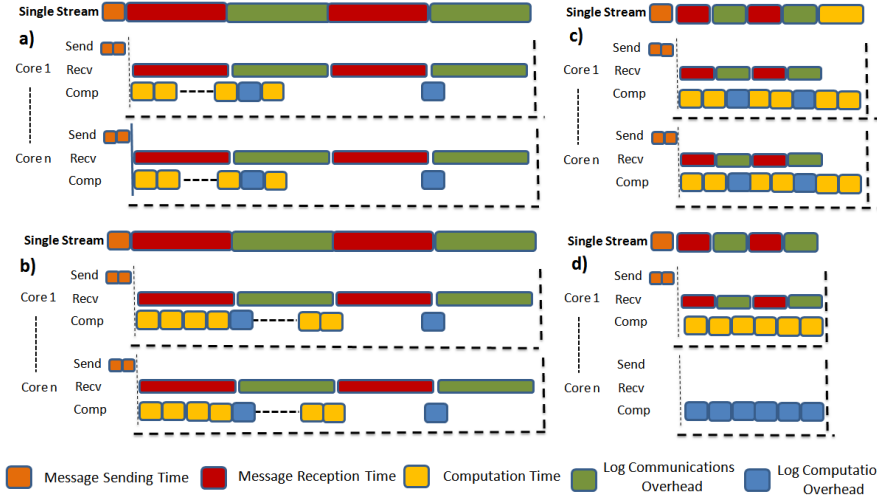 Single Stream
a)
Send
Core 1
Recv
Comp
Send
Core n
Recv
Comp
Single Stream
b)
Send
Core 1
Recv
Comp
Send
Core n
Recv
Comp
Single Stream
c)
Send
Core 1
Recv
Comp
Send
Core n
Recv
Comp
Single Stream
d)
Send
Core 1
Recv
Comp
Send
Core n
Recv
Comp
Message Sending Time
Message Reception Time
Computation Time
Log Communications
Overhead
Log Computatio
Overhead